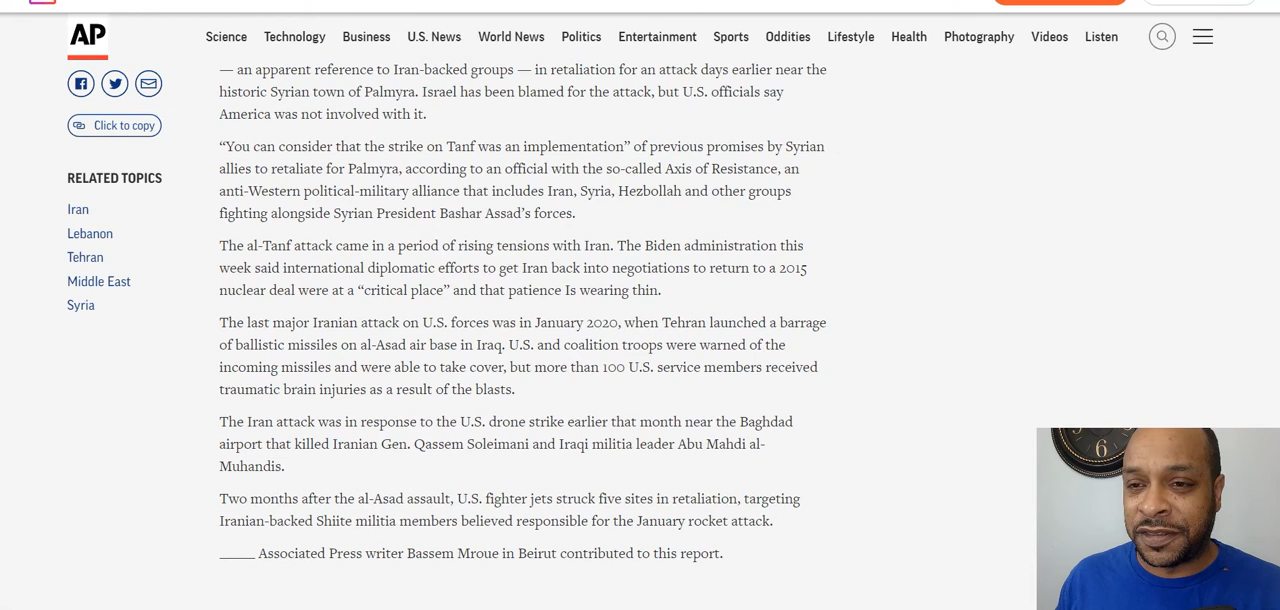 AP
Science Technology Business U.S. News World News Politics Entertainment Sports Oddities Lifestyle Health Photography Videos Listen
Click to copy
RELATED TOPICS
Iran
Lebanon
Tehran
Middle East
Syria
— an apparent reference to Iran-backed groups — in retaliation for an attack days earlier near the
historic Syrian town of Palmyra. Israel has been blamed for the attack, but U.S. officials say
America was not involved with it.
“You can consider that the strike on Tanf was an implementation” of previous promises by Syrian
allies to retaliate for Palmyra, according to an official with the so-called Axis of Resistance, an
anti-Western political-military alliance that includes Iran, Syria, Hezbollah and other groups
fighting alongside Syrian President Bashar Assad’s forces.
The al-Tanf attack came in a period of rising tensions with Iran. The Biden administration this
week said international diplomatic efforts to get Iran back into negotiations to return to a 2015
nuclear deal were at a “critical place” and that patience Is wearing thin.
The last major Iranian attack on U.S. forces was in January 2020, when Tehran launched a barrage
of ballistic missiles on al-Asad air base in Iraq. U.S. and coalition troops were warned of the
incoming missiles and were able to take cover, but more than 100 U.S. service members received
traumatic brain injuries as a result of the blasts.
The Iran attack was in response to the U.S. drone strike earlier that month near the Baghdad
airport that killed Iranian Gen. Qassem Soleimani and Iraqi militia leader Abu Mahdi al-
Muhandis.
Two months after the al-Asad assault, U.S. fighter jets struck five sites in retaliation, targeting
Iranian-backed Shiite militia members believed responsible for the January rocket attack.
_____ Associated Press writer Bassem Mroue in Beirut contributed to this report.
6